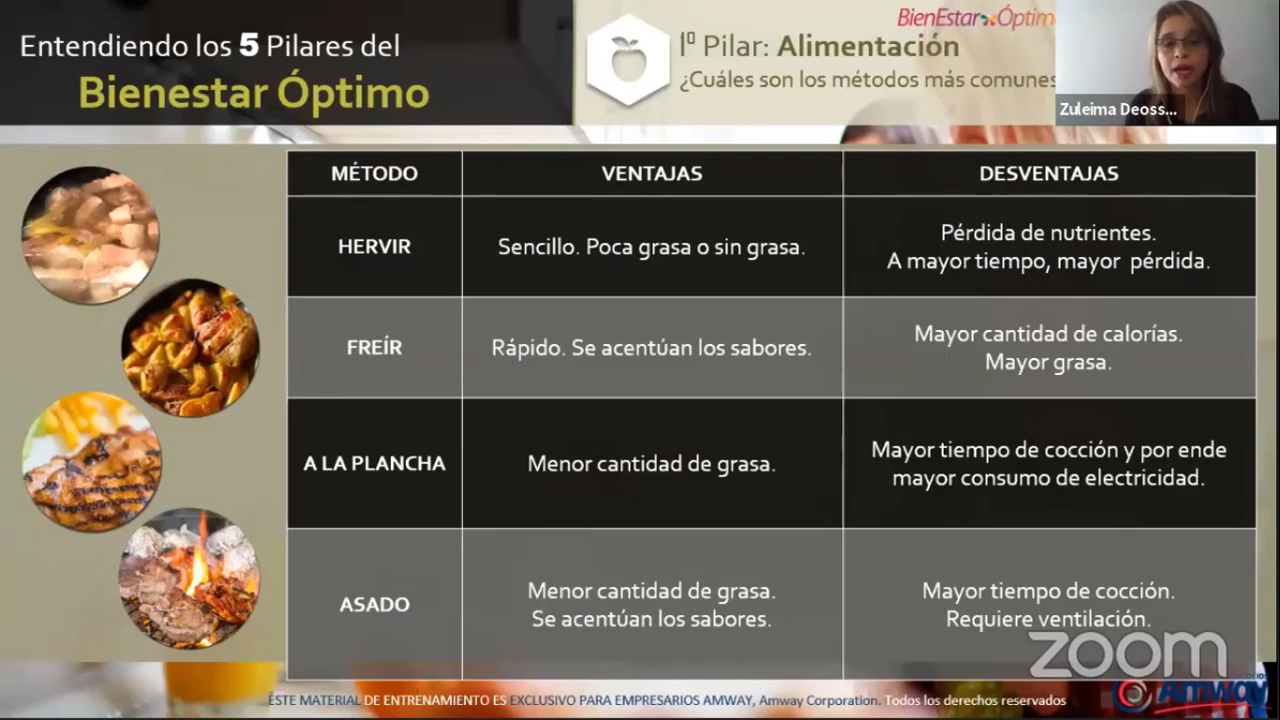 Entendiendo los 5 Pilares del
Bienestar Óptimo
BienEstar Óptim
1º Pilar: Alimentación
¿Cuáles son los métodos más comunes
Zuleima Deoss...
MÉTODO VENTAJAS DESVENTAJAS
HERVIR Sencillo. Poca grasa o sin grasa. Pérdida de nutrientes.
A mayor tiempo, mayor pérdida.
FREÍR Rápido. Se acentúan los sabores. Mayor cantidad de calorías.
Mayor grasa.
A LA PLANCHA Menor cantidad de grasa. Mayor tiempo de cocción y por ende
mayor consumo de electricidad.
ASADO Menor cantidad de grasa. Mayor tiempo de cocción.
Se acentúan los sabores. Requiere ventilación.
zoom
ÉSTE MATERIAL DE ENTRENAMIENTO ES EXCLUSIVO PARA EMPRESARIOS AMWAY, Amway Corporation. Todos los derechos reservados
Amway